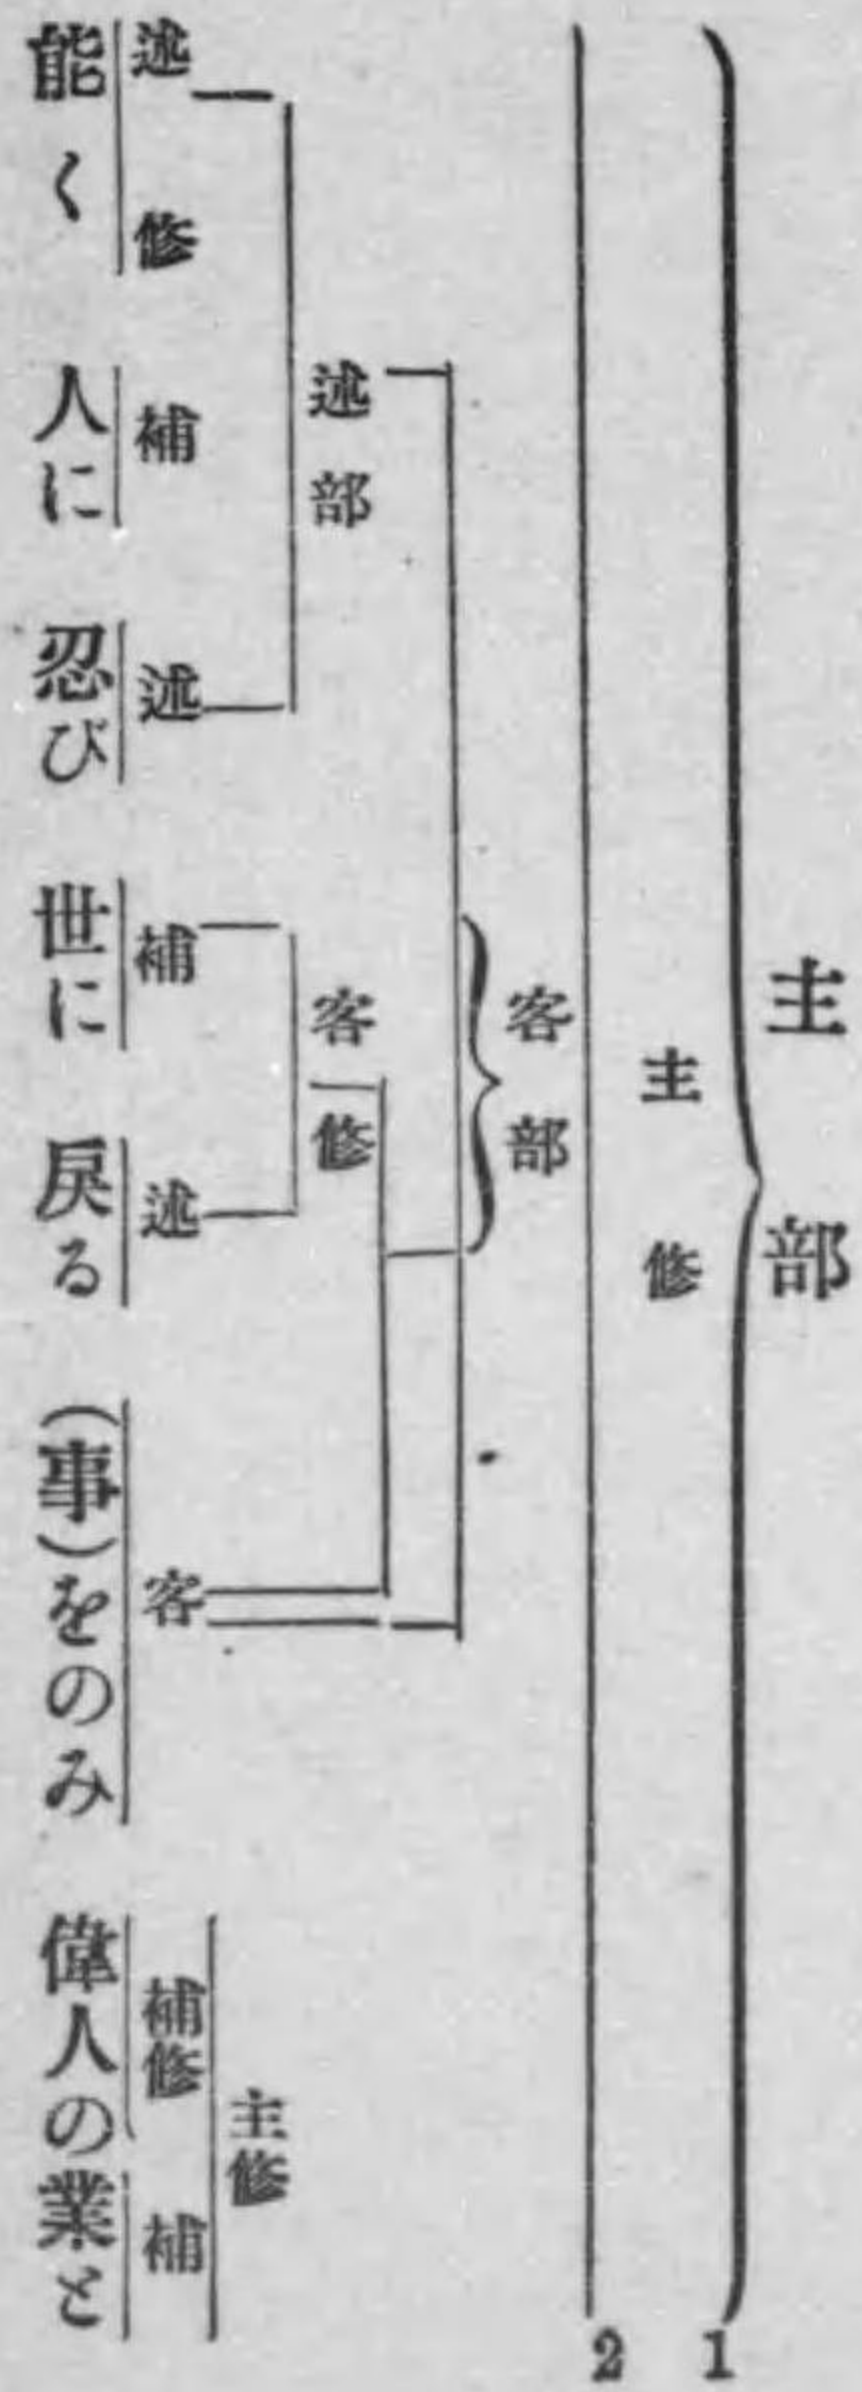 主部
主修
客部
述部
客修
述修
補
述
補
述
客
補修
補
主修
能く 人に 忍び 世に 戻る (事)をのみ 偉人の業と
1
2